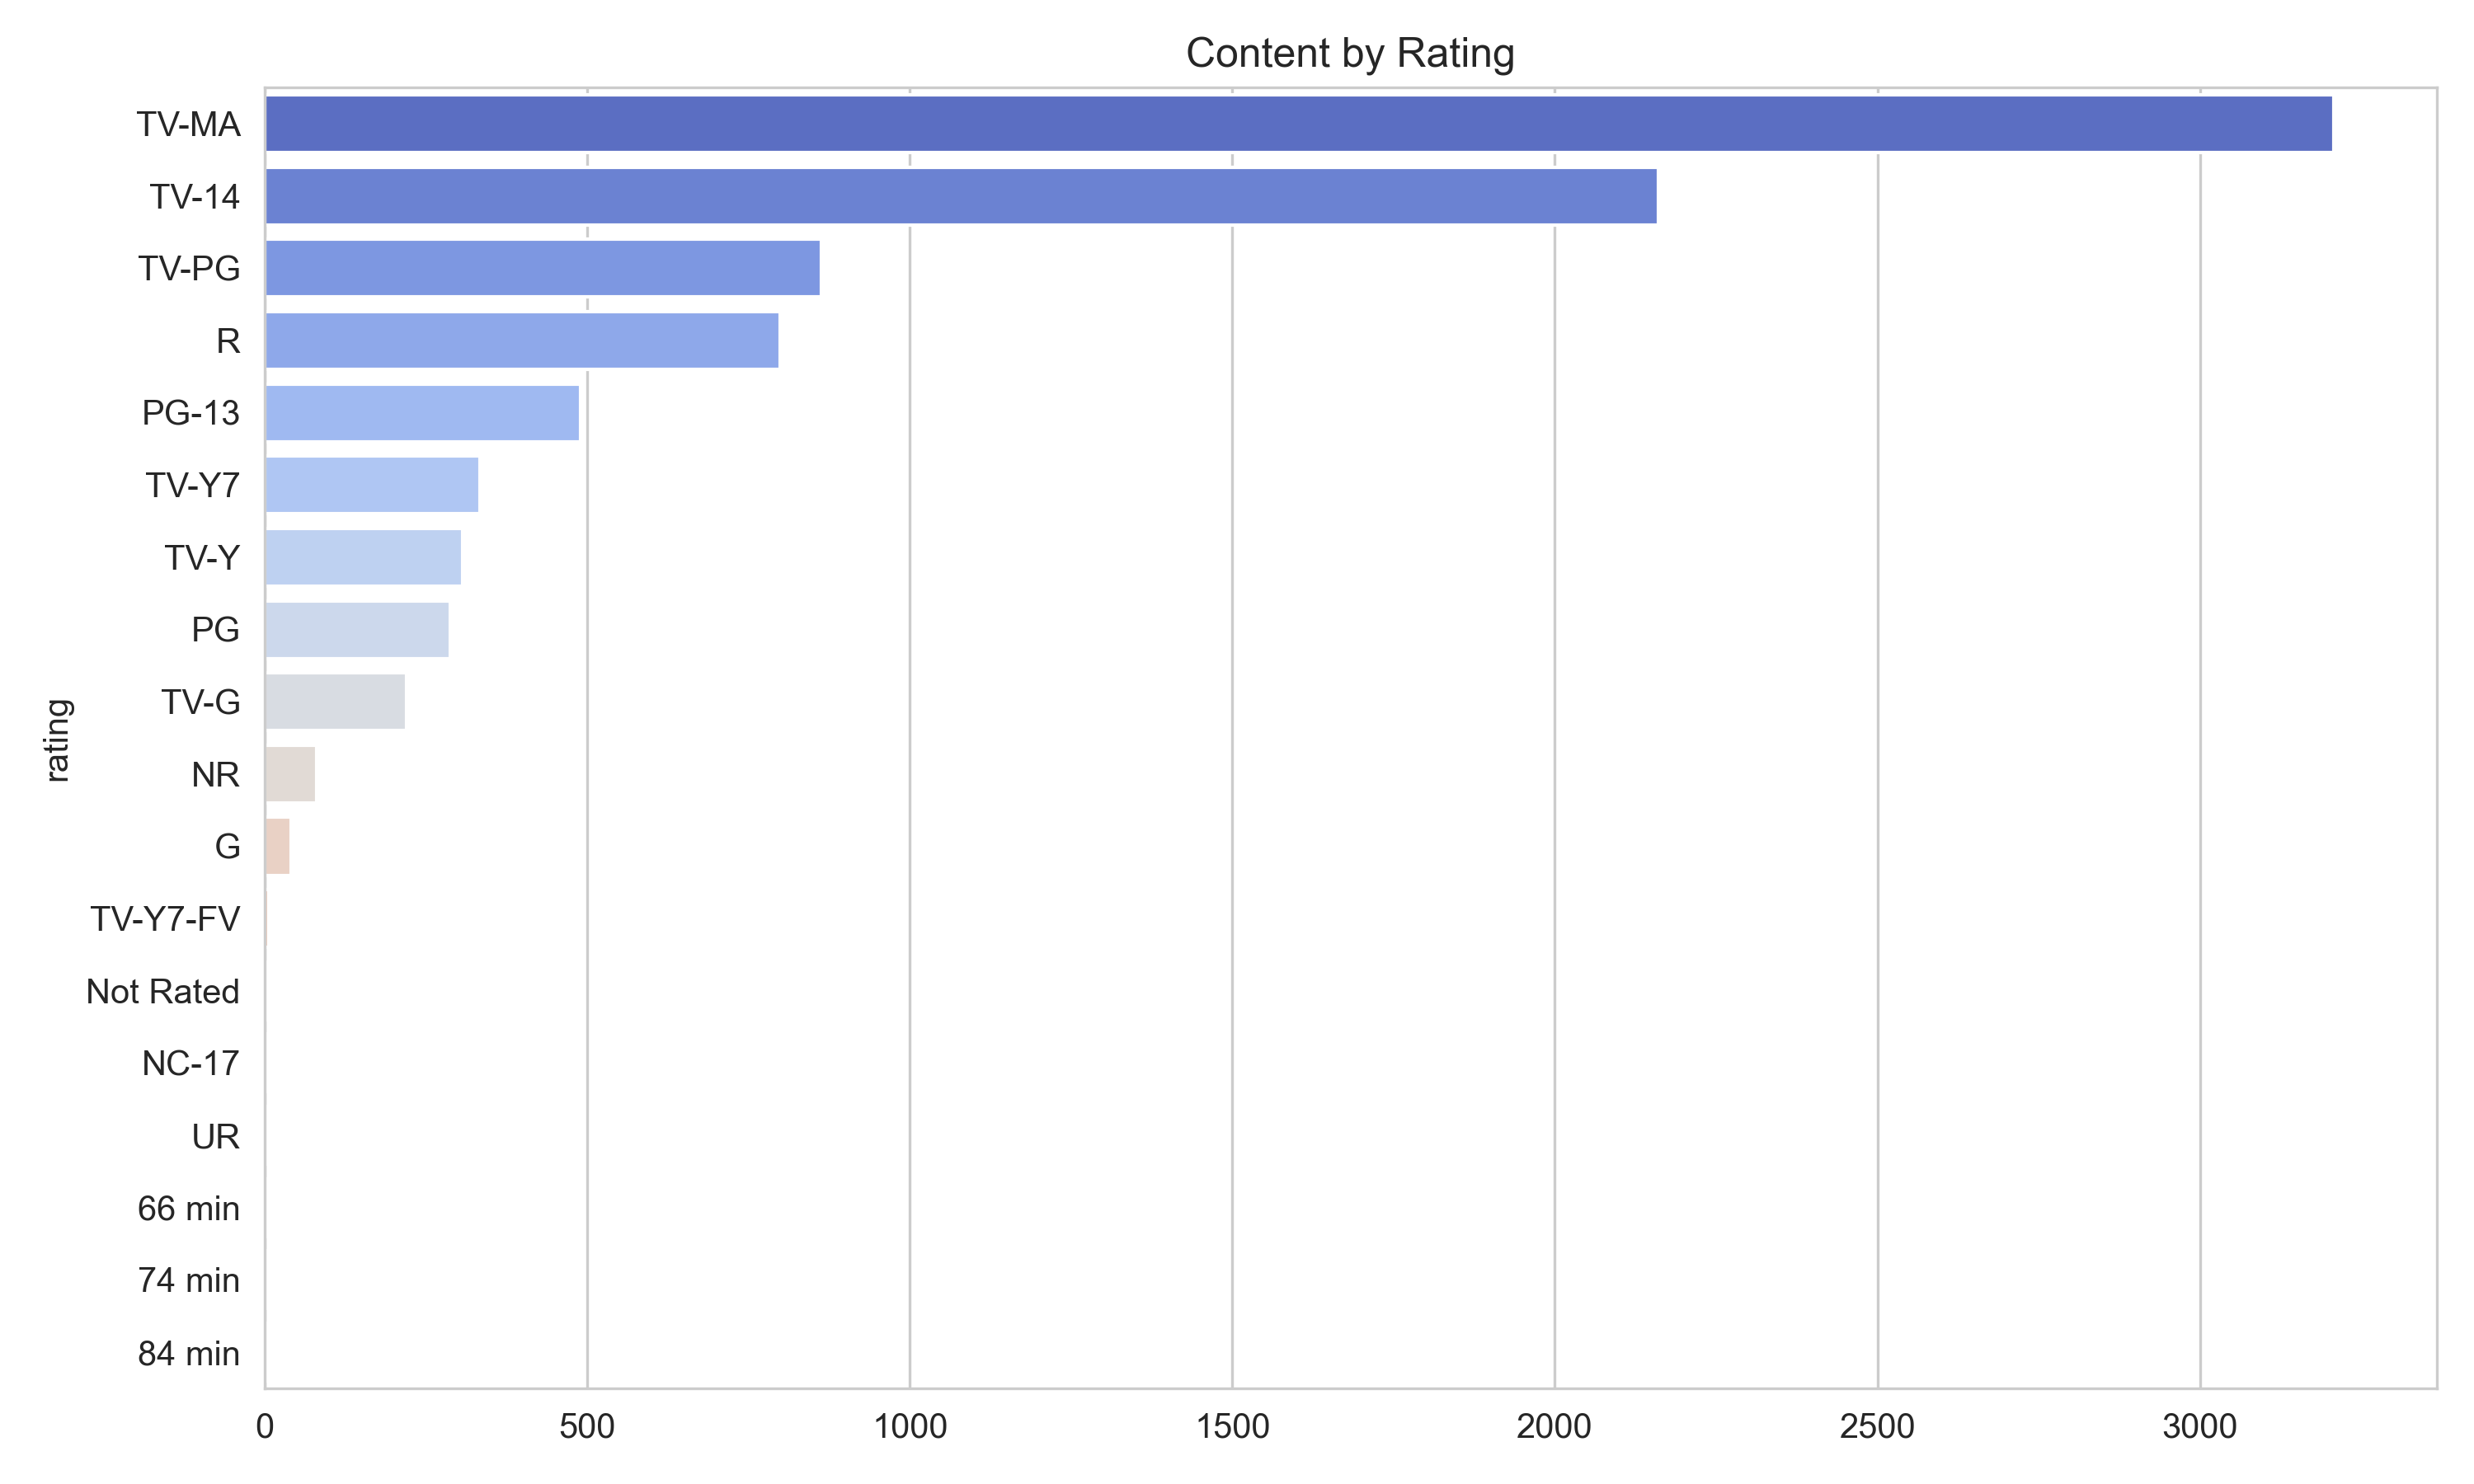 Content by Rating
rating
TV-MA
TV-14
TV-PG
R
PG-13
TV-Y7
TV-Y
PG
TV-G
NR
G
TV-Y7-FV
Not Rated
NC-17
UR
66 min
74 min
84 min
0 500 1000 1500 2000 2500 3000